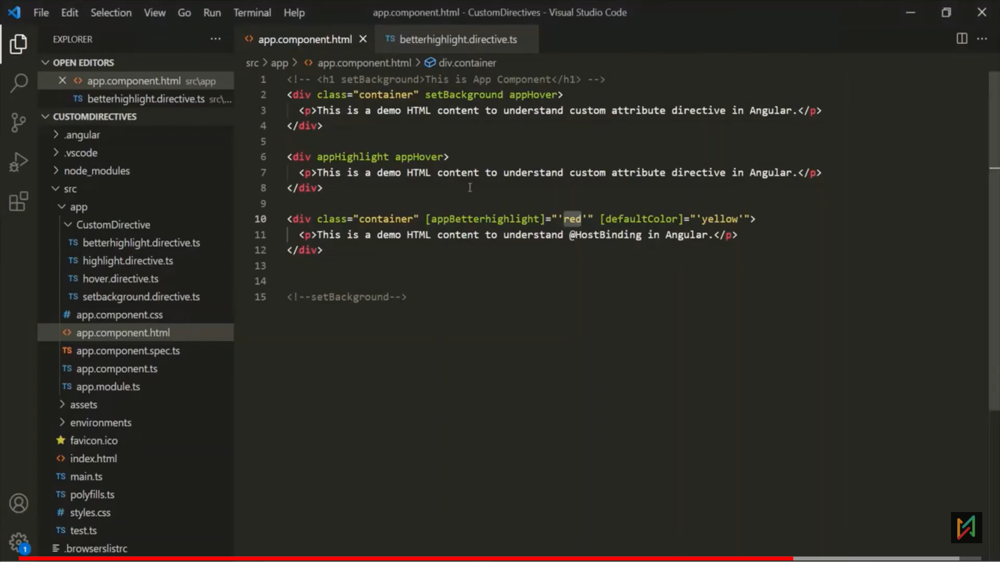 File Edit Selection View Go Run Terminal Help app.component.html - CustomDirectives - Visual Studio Code
EXPLORER
OPEN EDITORS
app.component.html src\app
betterhighlight.directive.ts src\...
CUSTOMDIRECTIVES
.angular
.vscode
node_modules
src
app
CustomDirective
TS betterhighlight.directive.ts
TS highlight.directive.ts
TS hover.directive.ts
TS setbackground.directive.ts
# app.component.css
<> app.component.html
TS app.component.spec.ts
TS app.component.ts
TS app.module.ts
assets
environments
favicon.ico
<> index.html
TS main.ts
TS polyfills.ts
# styles.css
TS test.ts
.browserslistrc
1
<> app.component.html TS betterhighlight.directive.ts
src > app > <> app.component.html > div.container
1 <!-- <h1 setBackground>This is App Component</h1> -->
2 <div class="container" setBackground appHover>
3 <p>This is a demo HTML content to understand custom attribute directive in Angular.</p>
4 </div>
5
6 <div appHighlight appHover>
7 <p>This is a demo HTML content to understand custom attribute directive in Angular.</p>
8 </div>
9
10 <div class="container" [appBetterhighlight]="'red'" [defaultColor]="'yellow'">
11 <p>This is a demo HTML content to understand @HostBinding in Angular.</p>
12 </div>
13
14
15 <!--setBackground-->